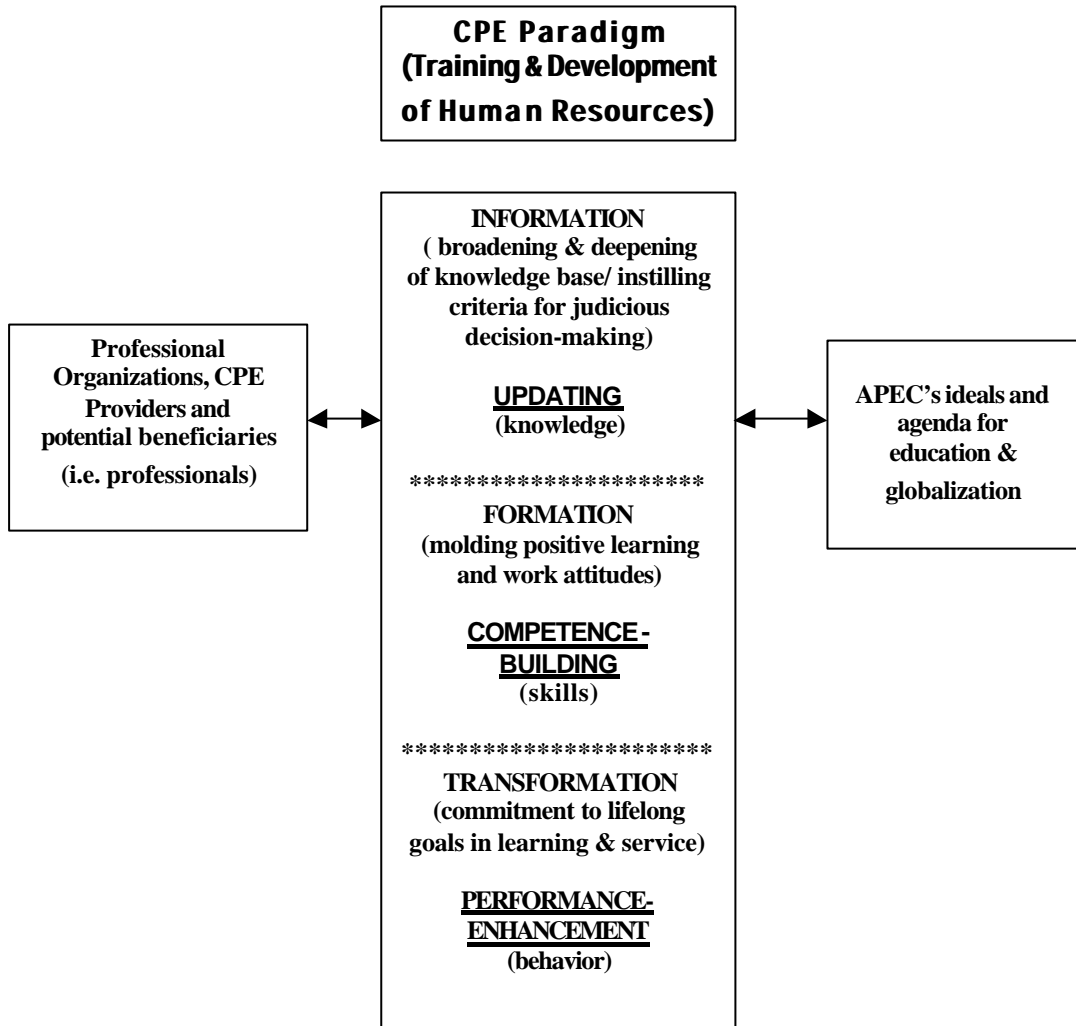 CPE Paradigm
(Training & Development
of Human Resources)
INFORMATION
( broadening & deepening
of knowledge base/ instilling
criteria for judicious
decision-making)
UPDATING
(knowledge)
**********************
FORMATION
(molding positive learning
and work attitudes)
COMPETENCE-
BUILDING
(skills)
***********************
TRANSFORMATION
(commitment to lifelong
goals in learning & service)
PERFORMANCE-
ENHANCEMENT
(behavior)
Professional
Organizations, CPE
Providers and
potential beneficiaries
(i.e. professionals)
APEC's ideals and
agenda for
education &
globalization